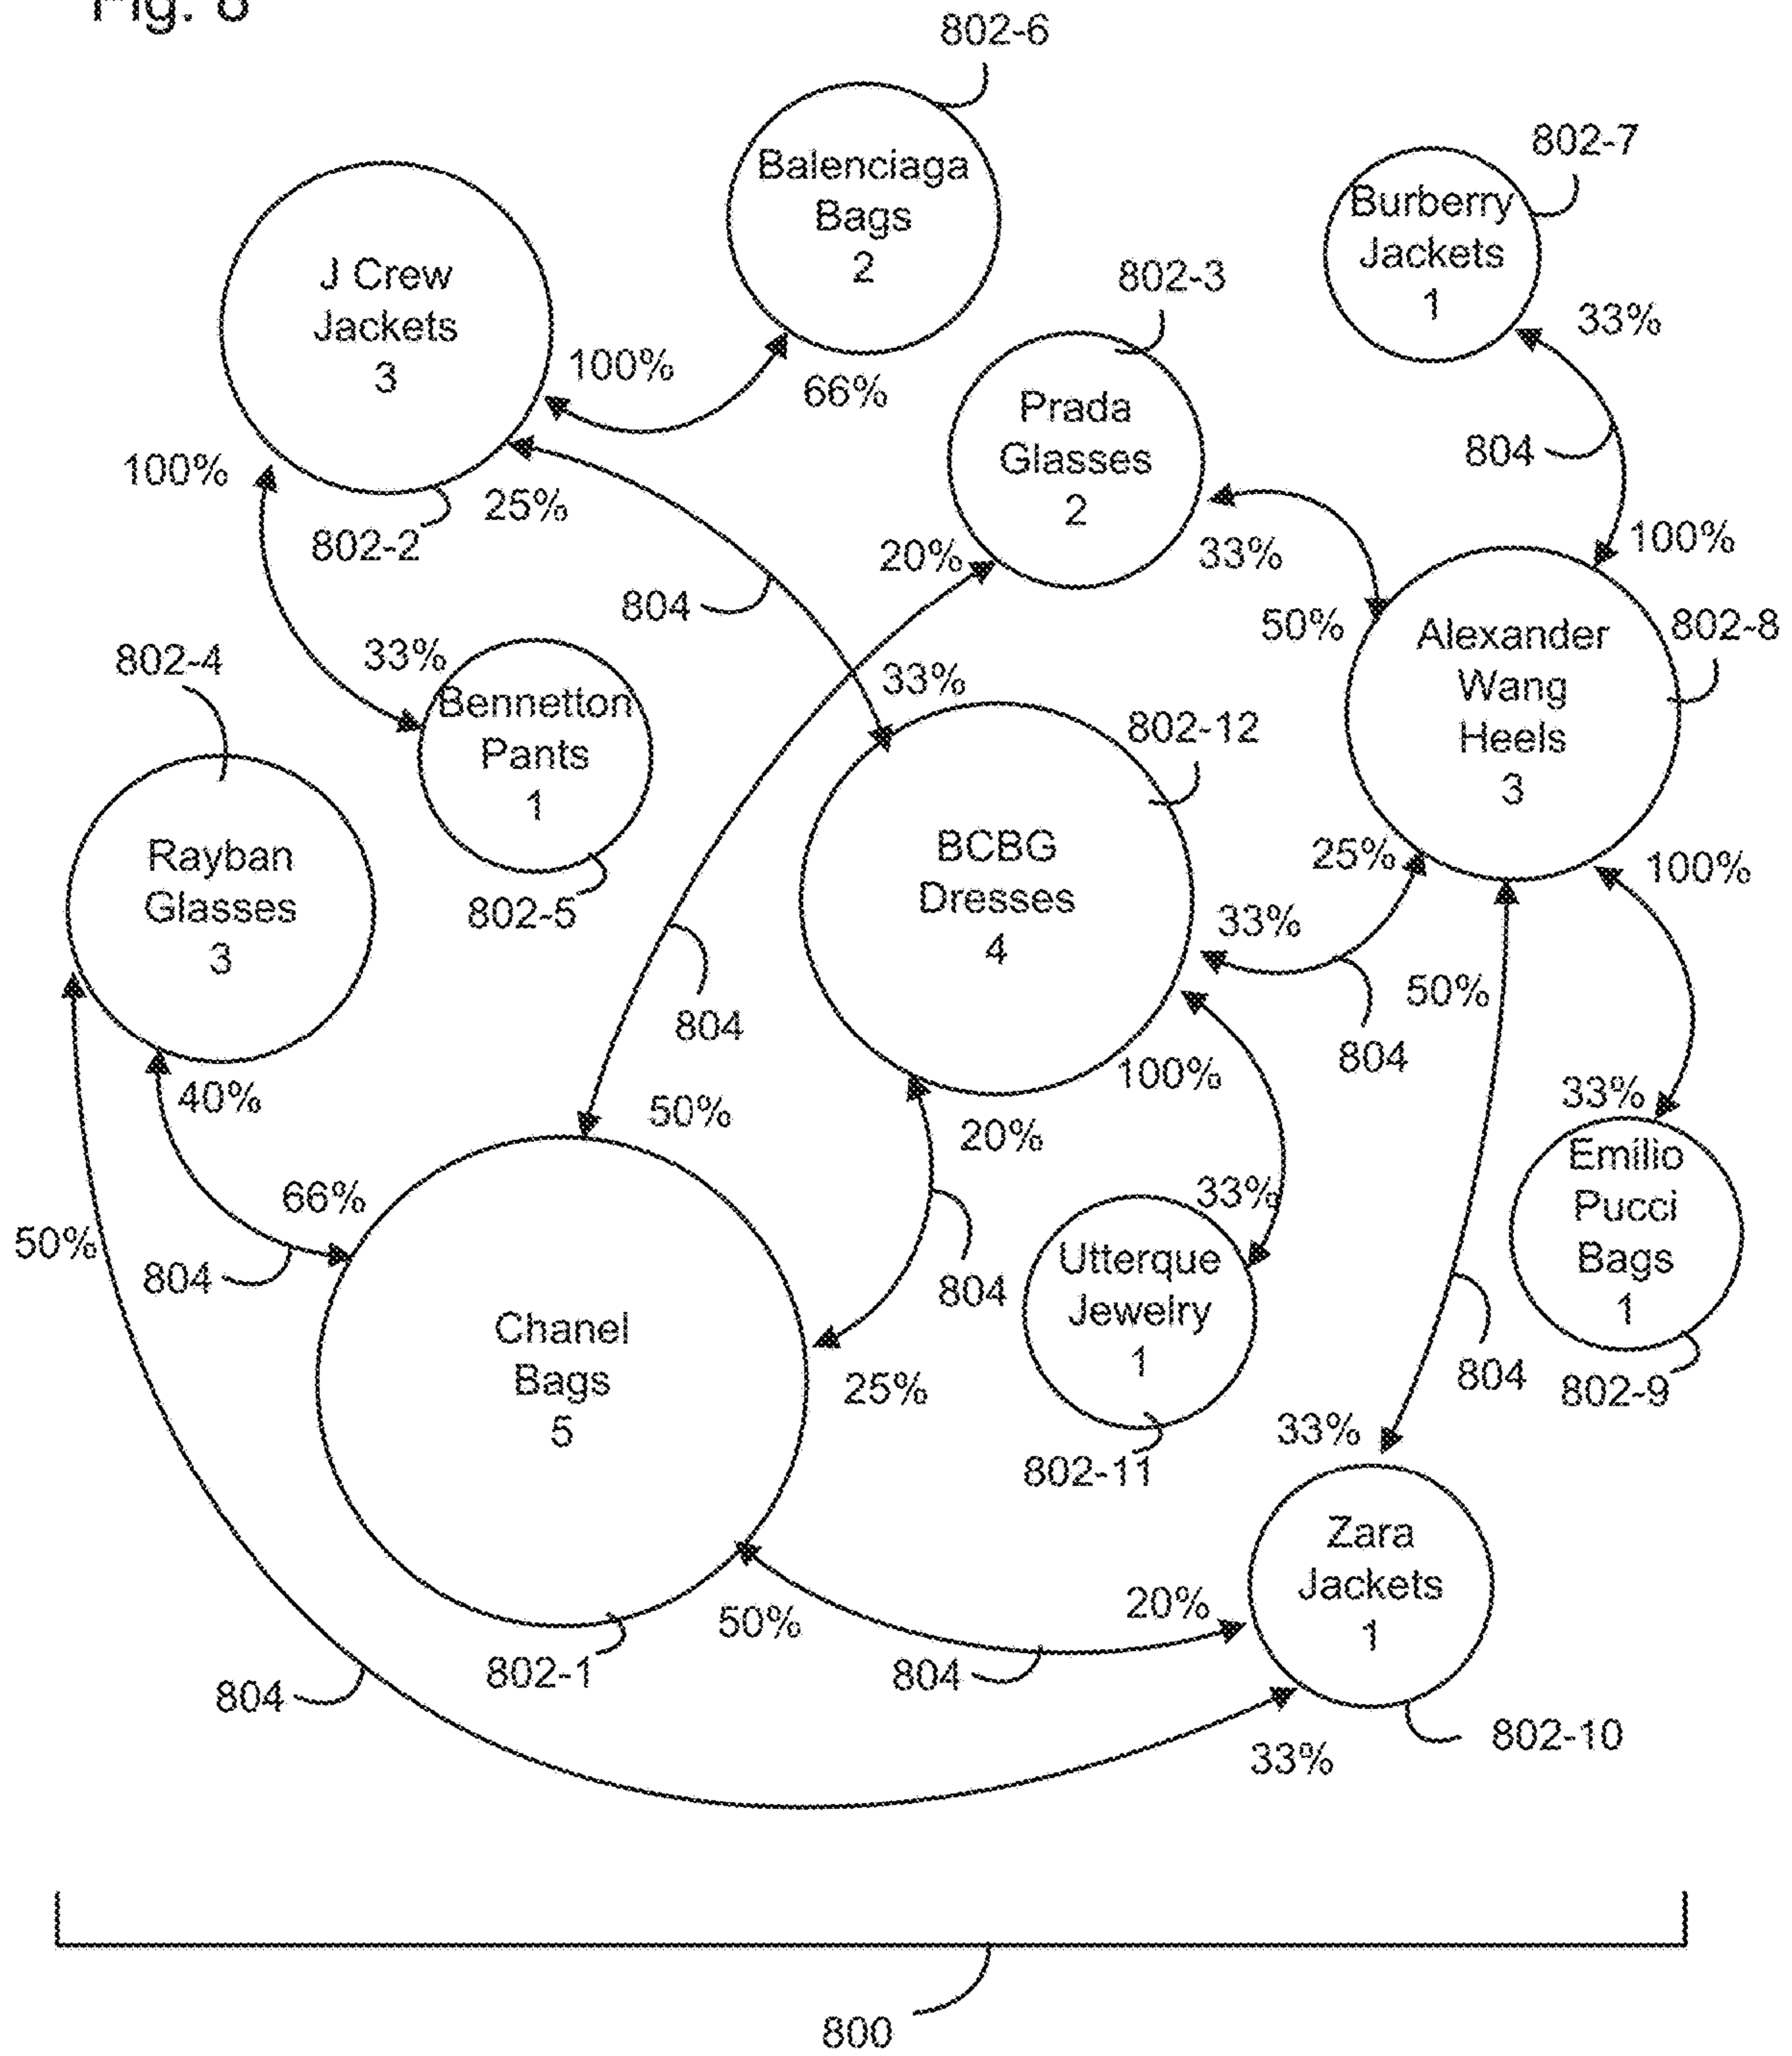 Fig. 8
802-6
Balenciaga
Bags
2
802-7
Burberry
Jackets
1
J Crew
Jackets
3
802-3
Prada
Glasses
2
33%
100%
66%
804
100%
25%
802-2
20%
33%
100%
804
50%
Alexander
Wang
Heels
3
802-8
802-4
33%
Bennetton
Pants
1
802-5
33%
802-12
BCBG
Dresses
4
Rayban
Glasses
3
25%
100%
33%
804
50%
804
40%
50%
20%
100%
33%
Emilio
Pucci
Bags
1
802-9
66%
50%
804
33%
Utterque
Jewelry
1
802-11
804
804
Chanel
Bags
5
25%
33%
Zara
Jackets
1
50%
20%
802-1
804
804
802-10
33%
800